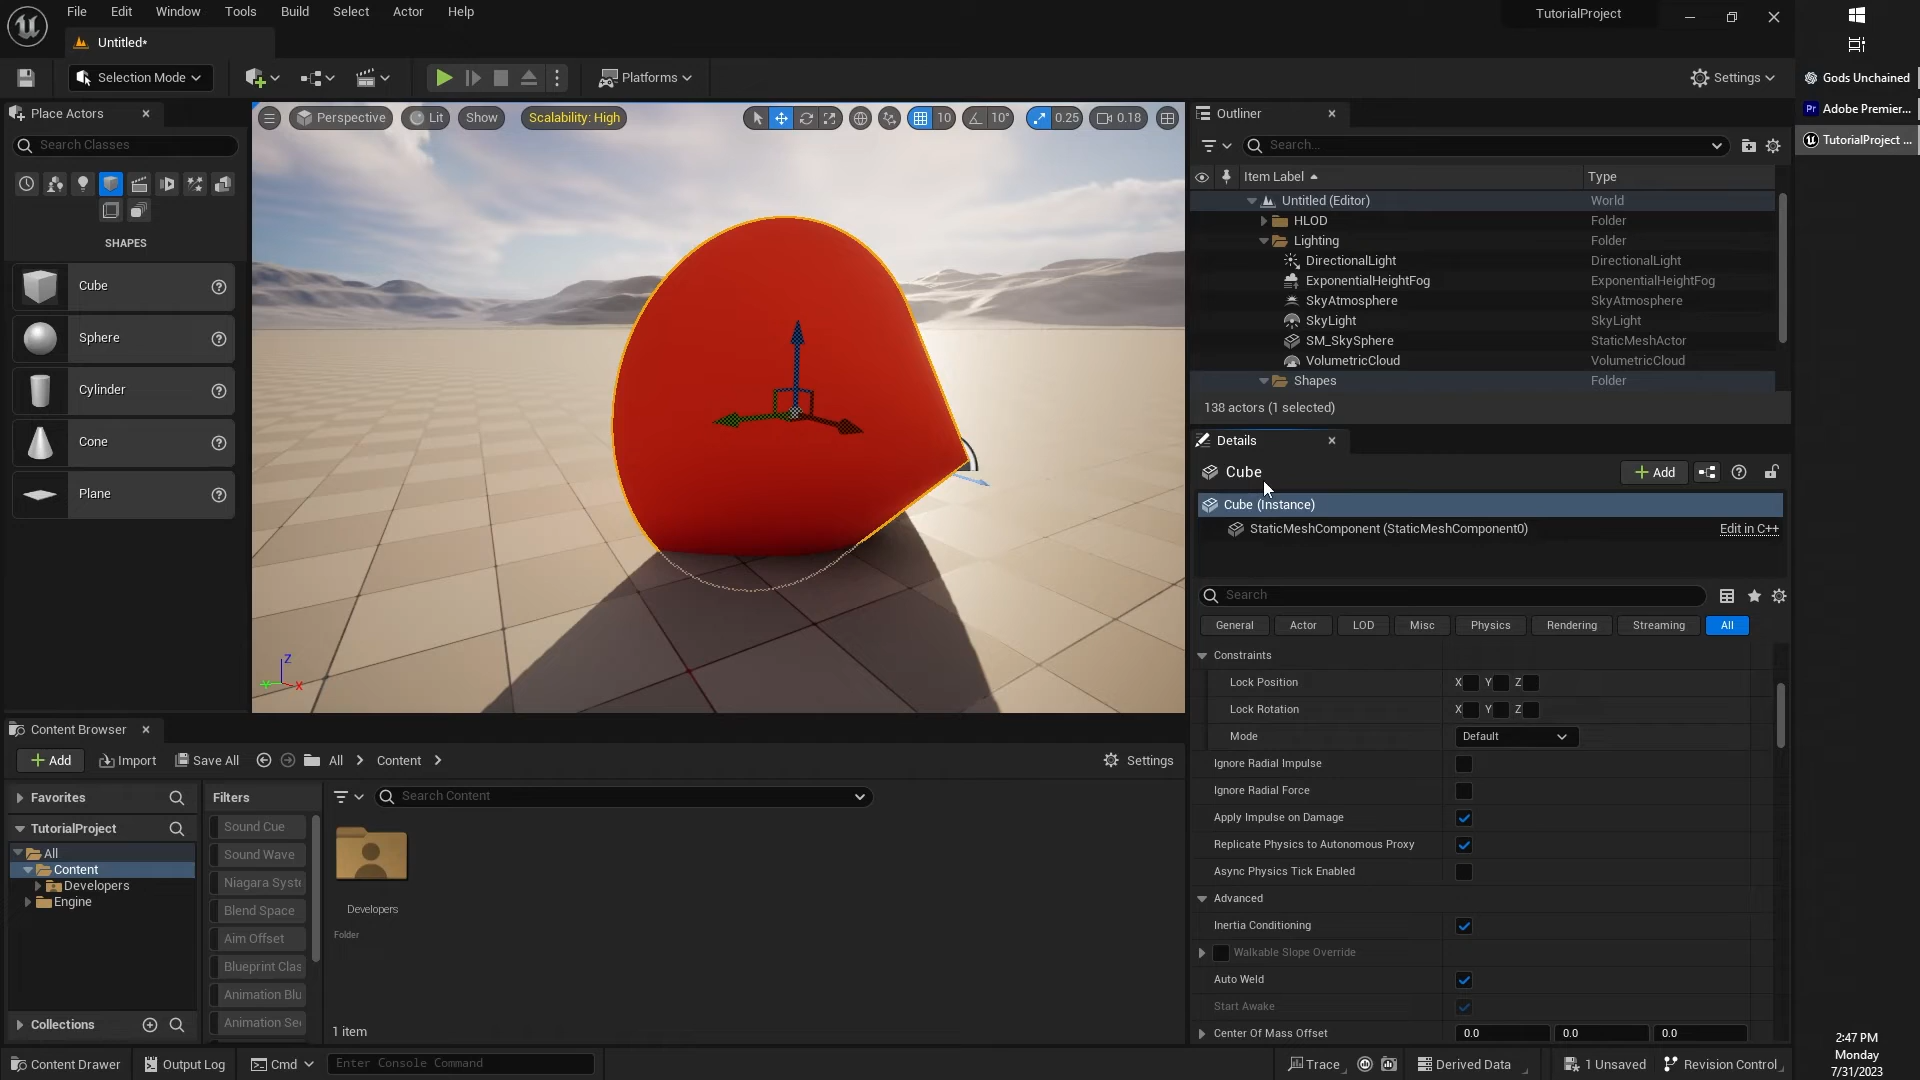 File Edit Window Tools Build Select Actor Help
TutorialProject
Untitled*
Selection Mode
Platforms
Settings
Gods Unchained
Pr Adobe Premier...
TutorialProject ...
Place Actors
Search Classes
SHAPES
Cube
Sphere
Cylinder
Cone
Plane
Perspective Lit Show Scalability: High 10 10° 0.25 0.18
Z
Y X
Outliner
Search...
Item Label Type
Untitled (Editor) World
HLOD Folder
Lighting Folder
DirectionalLight DirectionalLight
ExponentialHeightFog ExponentialHeightFog
SkyAtmosphere SkyAtmosphere
SkyLight SkyLight
SM_SkySphere StaticMeshActor
VolumetricCloud VolumetricCloud
Shapes Folder
138 actors (1 selected)
Details
Cube
Add
Cube (Instance)
StaticMeshComponent (StaticMeshComponent0) Edit in C++
Search
General Actor LOD Misc Physics Rendering Streaming All
Constraints
Lock Position X Y Z
Lock Rotation X Y Z
Mode Default
Ignore Radial Impulse
Ignore Radial Force
Apply Impulse on Damage
Replicate Physics to Autonomous Proxy
Async Physics Tick Enabled
Advanced
Inertia Conditioning
Walkable Slope Override
Auto Weld
Start Awake
Center Of Mass Offset 0.0 0.0 0.0
Content Browser
Add Import Save All All Content Settings
Favorites
TutorialProject
All
Content
Developers
Engine
Collections
Filters
Sound Cue
Sound Wave
Niagara Syste
Blend Space
Aim Offset
Blueprint Clas
Animation Blu
Animation Se
Search Content
Developers
Folder
1 item
Content Drawer Output Log Cmd Enter Console Command
Trace Derived Data 1 Unsaved Revision Control
2:47 PM
Monday
7/31/2023